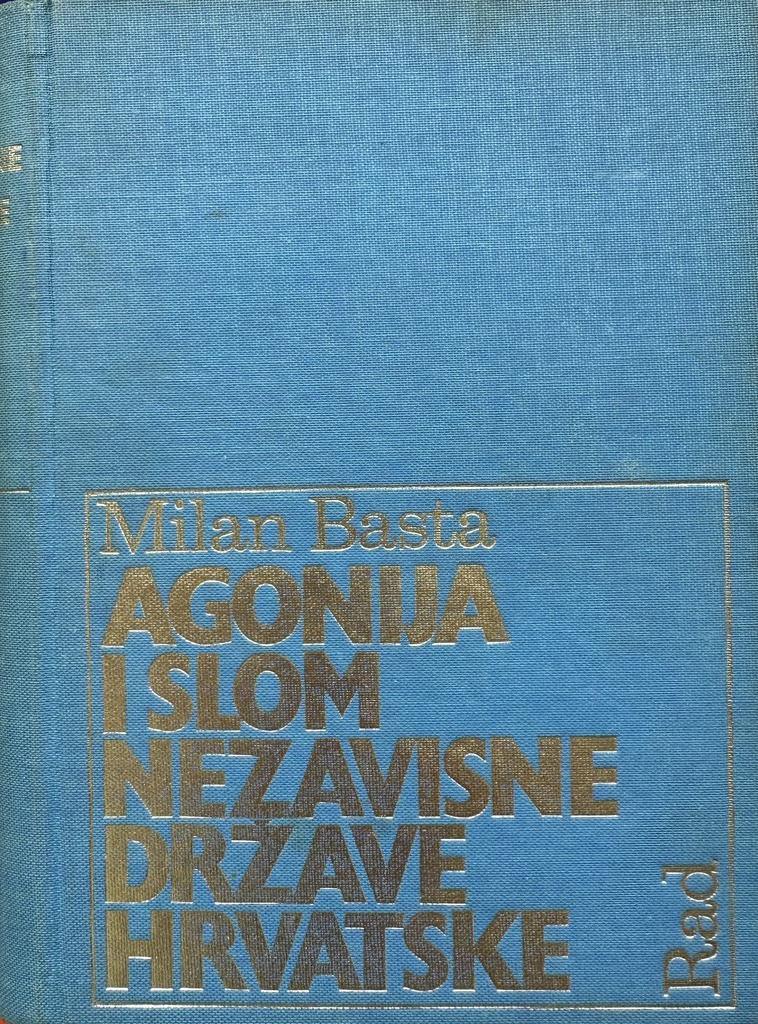 Milan Basta
AGONIJA
I SLOM
NEZAVISNE
DRŽAVE
HRVATSKE
Rad